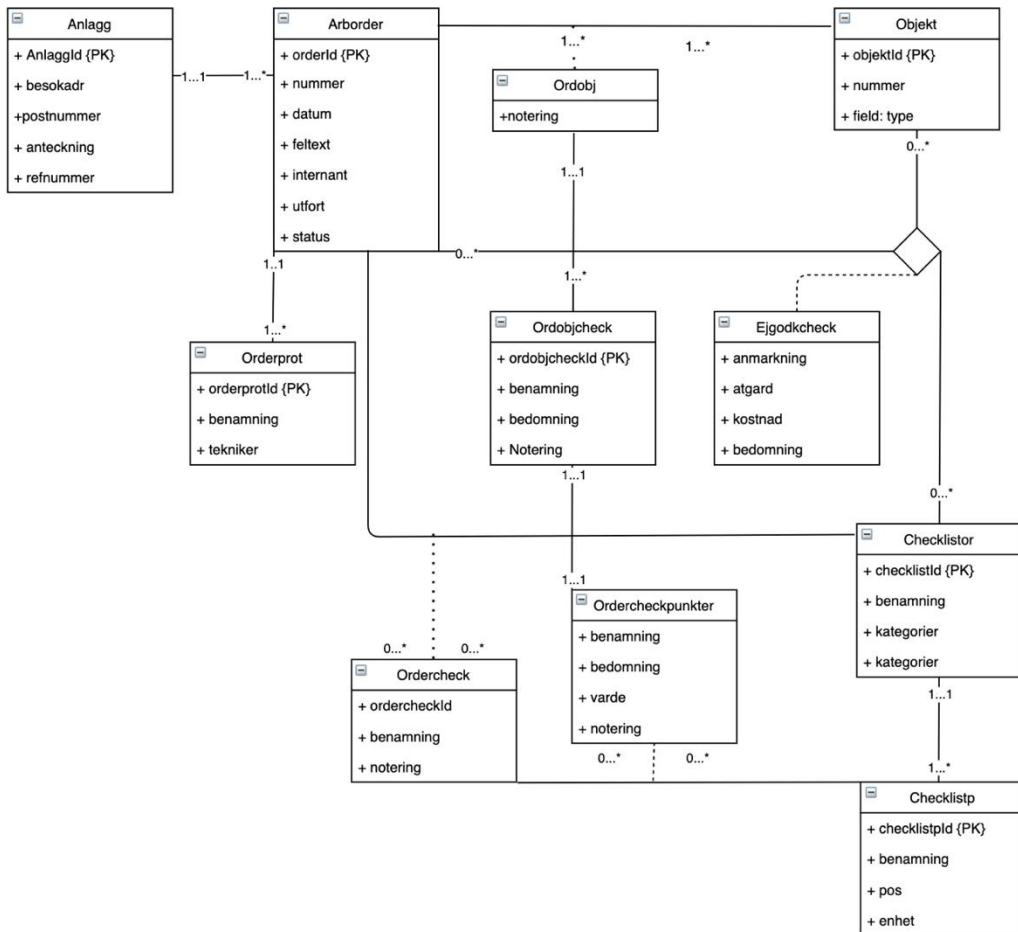 Anlagg
+ AnlaggId {PK}
+ besokadr
+postnummer
+ anteckning
+ refnummer
1...1
1...*
Arborder
+ orderId {PK}
+ nummer
+ datum
+ feltext
+ internant
+ utfort
+ status
1...*
1...*
Ordobj
+notering
Objekt
+ objektId {PK}
+ nummer
+ field: type
0...*
1...1
0...*
1..1
1...*
1...*
Orderprot
+ orderprotId {PK}
+ benamning
+ tekniker
Ordobjcheck
+ ordobjcheckId {PK}
+ benamning
+ bedomning
+ Notering
1...1
Ejgodkcheck
+ anmarkning
+ atgard
+ kostnad
+ bedomning
0...*
Checklistor
+ checklistId {PK}
+ benamning
+ kategorier
+ kategorier
1...1
1...1
Ordercheckpunkter
+ benamning
+ bedomning
+ varde
+ notering
0...*
0...*
0...*
0...*
Ordercheck
+ ordercheckId
+ benamning
+ notering
1...*
Checklistp
+ checklistpId {PK}
+ benamning
+ pos
+ enhet